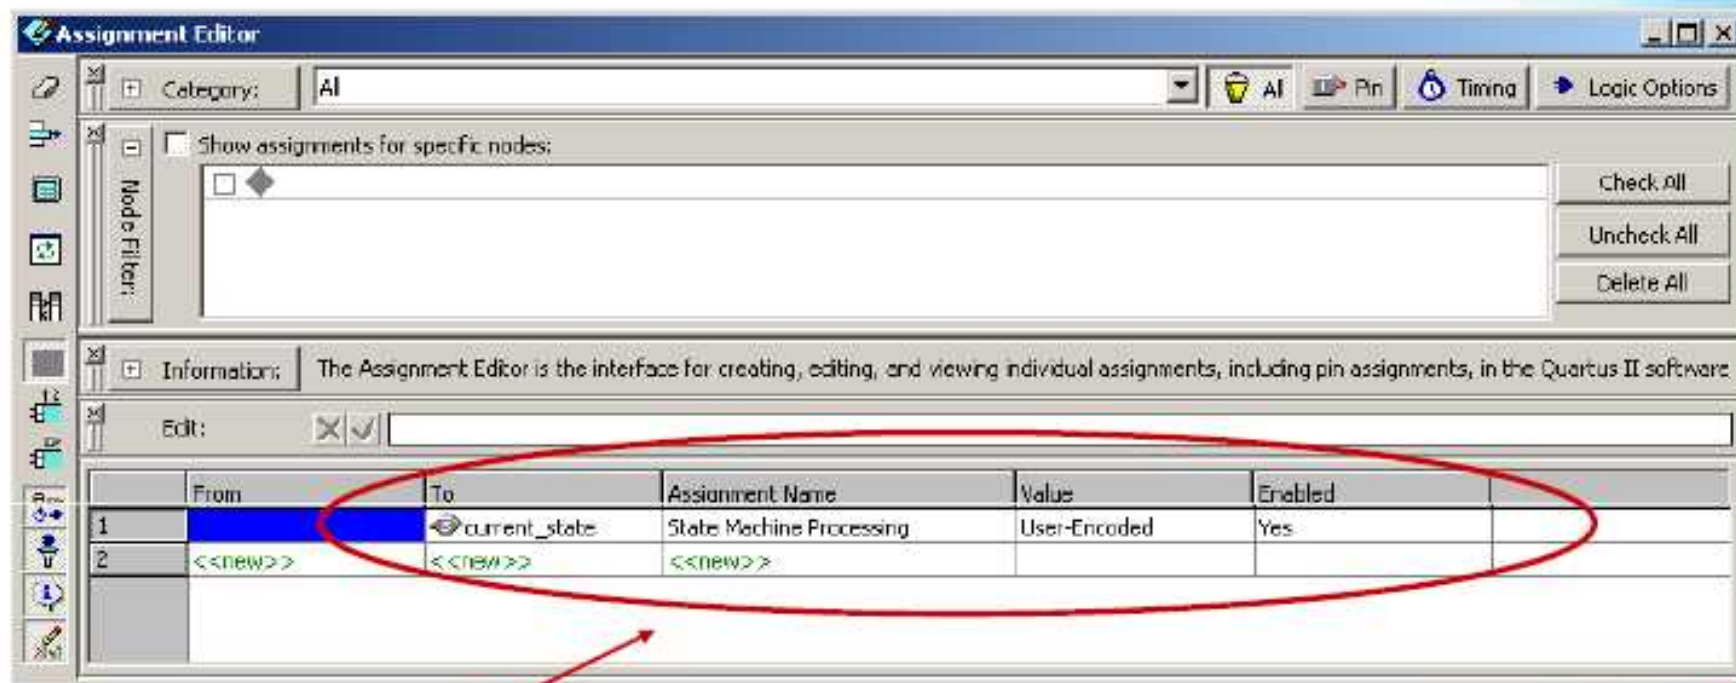 Assignment Editor
Category: All All Pin Timing Logic Options
Show assignments for specific nodes:
Node Filter:
Check All
Uncheck All
Delete All
Information: The Assignment Editor is the interface for creating, editing, and viewing individual assignments, including pin assignments, in the Quartus II software
Edit:
From To Assignment Name Value Enabled
1 current_state State Machine Processing User-Encoded Yes
2 <<new>> <<new>> <<new>>